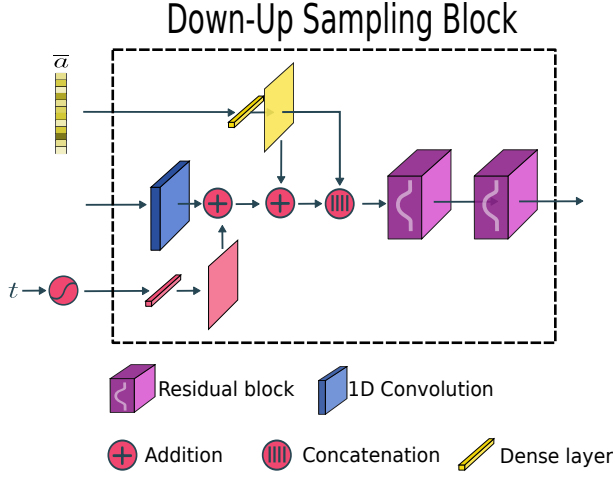 Down-Up Sampling Block
a̅
t
Residual block
1D Convolution
Addition
Concatenation
Dense layer